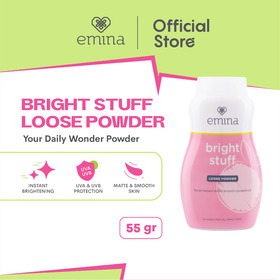 emina
Official
Store
BRIGHT STUFF
LOOSE POWDER
Your Daily Wonder Powder
INSTANT
BRIGHTENING
UVA
UVB
UVA & UVB
PROTECTION
MATTE & SMOOTH
SKIN
55 gr
emina
bright
stuff
LOOSE POWDER